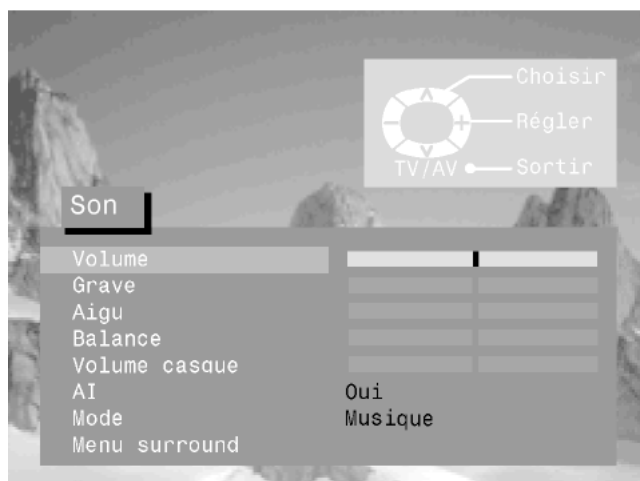 Choisir
Régler
TV/AV Sortir
Son
Volume
Grave
Aigu
Balance
Volume casque
AI Oui
Mode Musique
Menu surround